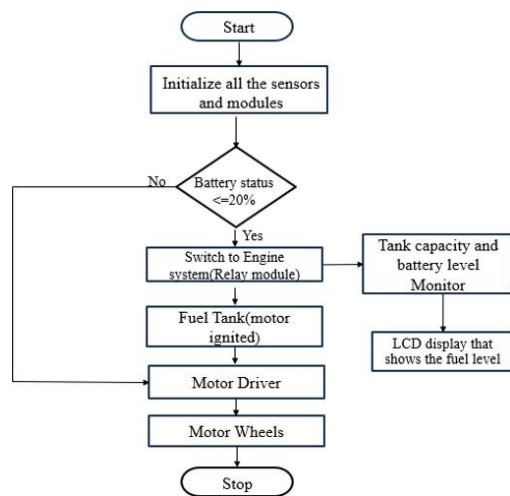 Start
Initialize all the sensors
and modules
No
Battery status
<=20%
Yes
Switch to Engine
system(Relay module)
Tank capacity and
battery level
Monitor
Fuel Tank(motor
ignited)
LCD display that
shows the fuel level
Motor Driver
Motor Wheels
Stop